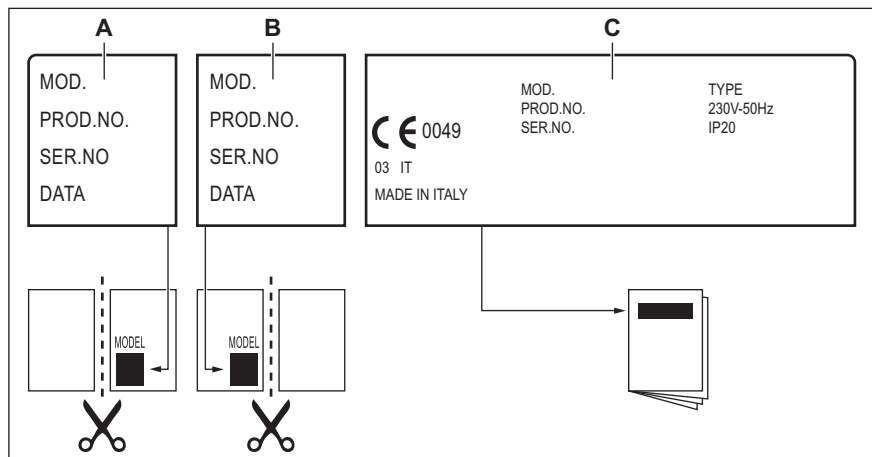 A
B
C
MOD.
PROD.NO.
SER.NO
DATA
MOD.
PROD.NO.
SER.NO
DATA
CE 0049
03 IT
MADE IN ITALY
MOD.
PROD.NO.
SER.NO.
TYPE
230V-50Hz
IP20
MODEL
MODEL